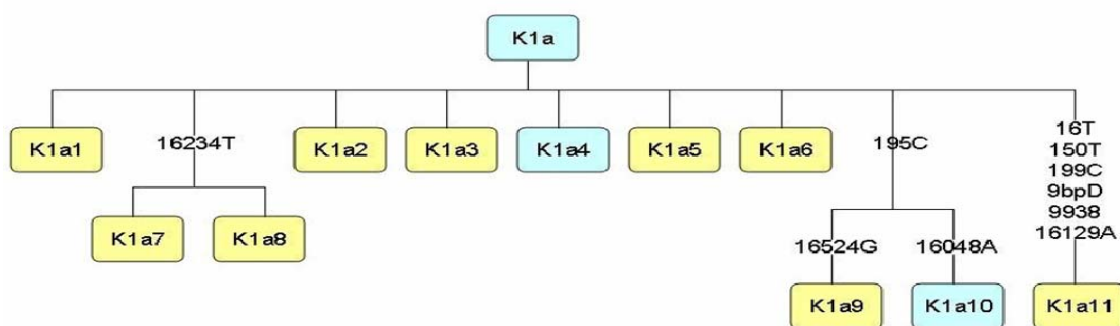 K1a
K1a1
16234T
K1a2
K1a3
K1a4
K1a5
K1a6
195C
16T
150T
199C
9bpD
9938
16129A
K1a7
K1a8
16524G
16048A
K1a9
K1a10
K1a11